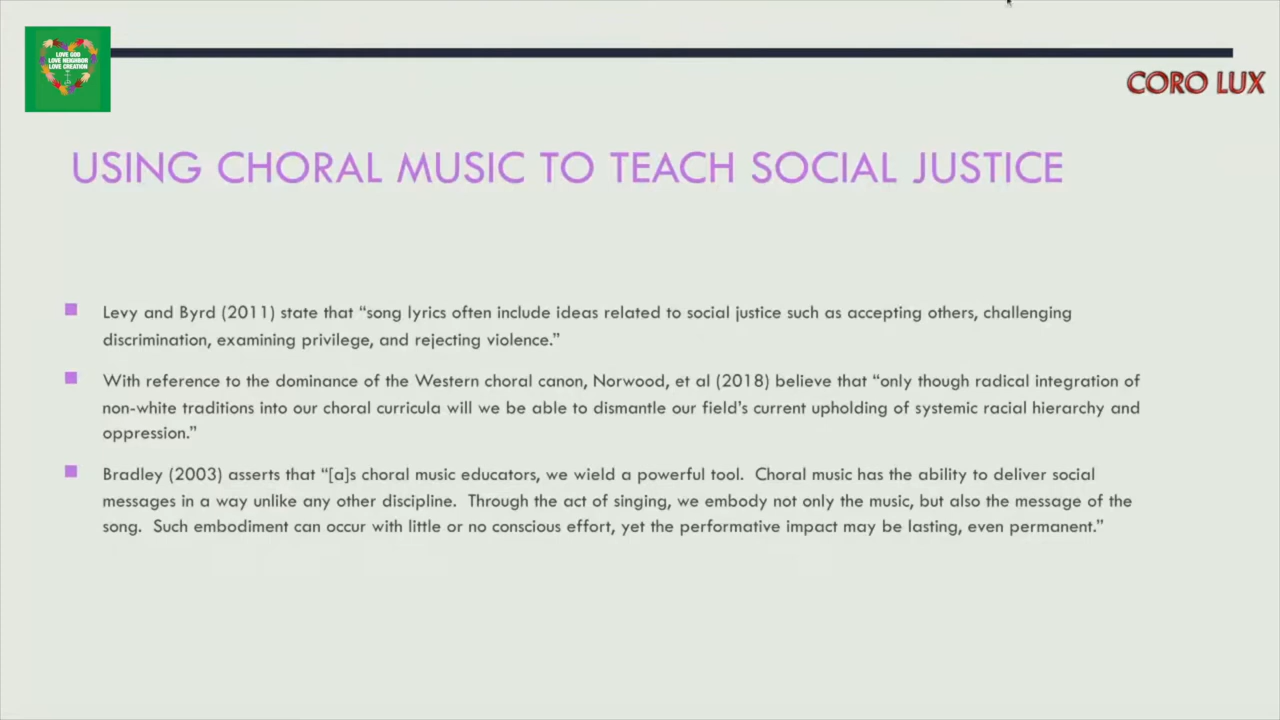 LOVE GOD
LOVE NEIGHBOR
LOVE CREATION
CORO LUX
USING CHORAL MUSIC TO TEACH SOCIAL JUSTICE
Levy and Byrd (2011) state that “song lyrics often include ideas related to social justice such as accepting others, challenging
discrimination, examining privilege, and rejecting violence.”
With reference to the dominance of the Western choral canon, Norwood, et al (2018) believe that “only though radical integration of
non-white traditions into our choral curricula will we be able to dismantle our field’s current upholding of systemic racial hierarchy and
oppression.”
Bradley (2003) asserts that “[a]s choral music educators, we wield a powerful tool.  Choral music has the ability to deliver social
messages in a way unlike any other discipline.  Through the act of singing, we embody not only the music, but also the message of the
song.  Such embodiment can occur with little or no conscious effort, yet the performative impact may be lasting, even permanent.”